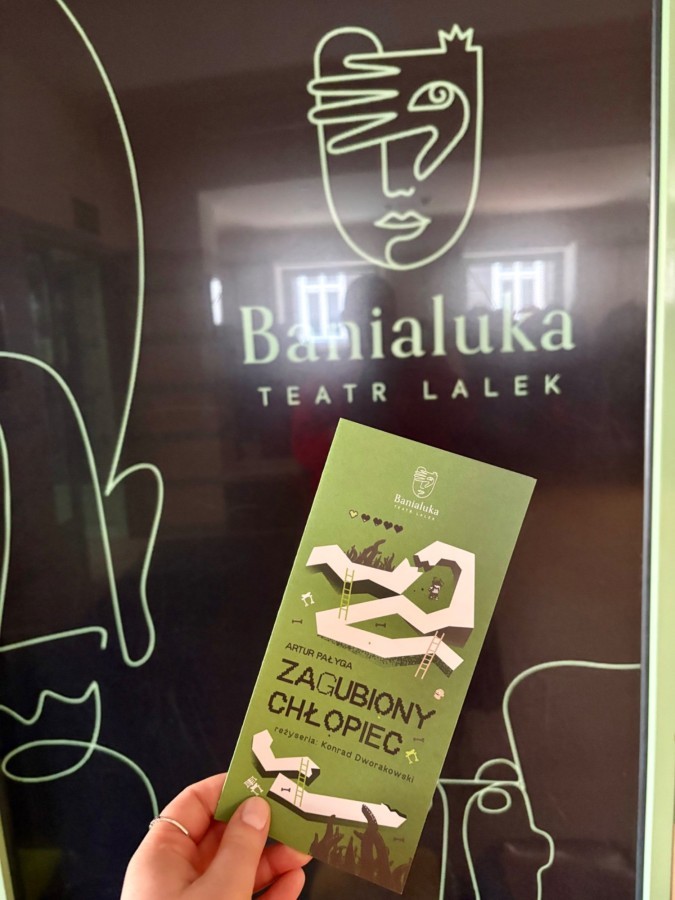 Banialuka
TEATR LALEK
Banialuka
TEATR LALEK
ARTUR PAŁYGA
ZAGUBIONY
CHŁOPIEC
reżyseria: Konrad Dworakowski